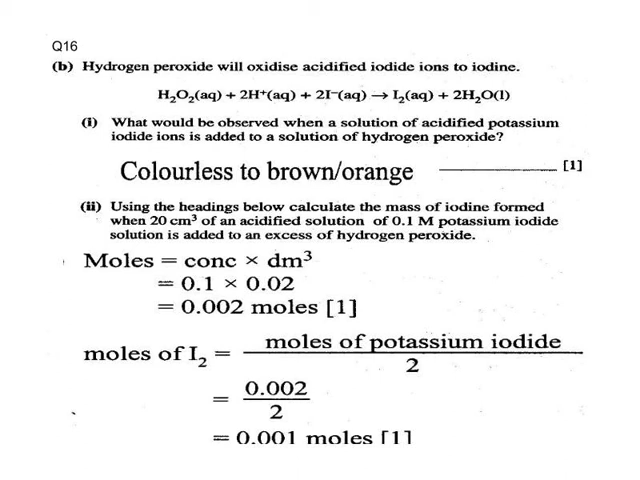 Q16
(b) Hydrogen peroxide will oxidise acidified iodide ions to iodine.
H₂O₂(aq) + 2H⁺(aq) + 2I⁻(aq) → I₂(aq) + 2H₂O(l)
(i) What would be observed when a solution of acidified potassium
iodide ions is added to a solution of hydrogen peroxide?
Colourless to brown/orange [1]
(ii) Using the headings below calculate the mass of iodine formed
when 20 cm³ of an acidified solution of 0.1 M potassium iodide
solution is added to an excess of hydrogen peroxide.
Moles = conc × dm³
= 0.1 × 0.02
= 0.002 moles [1]
moles of I₂ = moles of potassium iodide
2
= 0.002
2
= 0.001 moles [1]